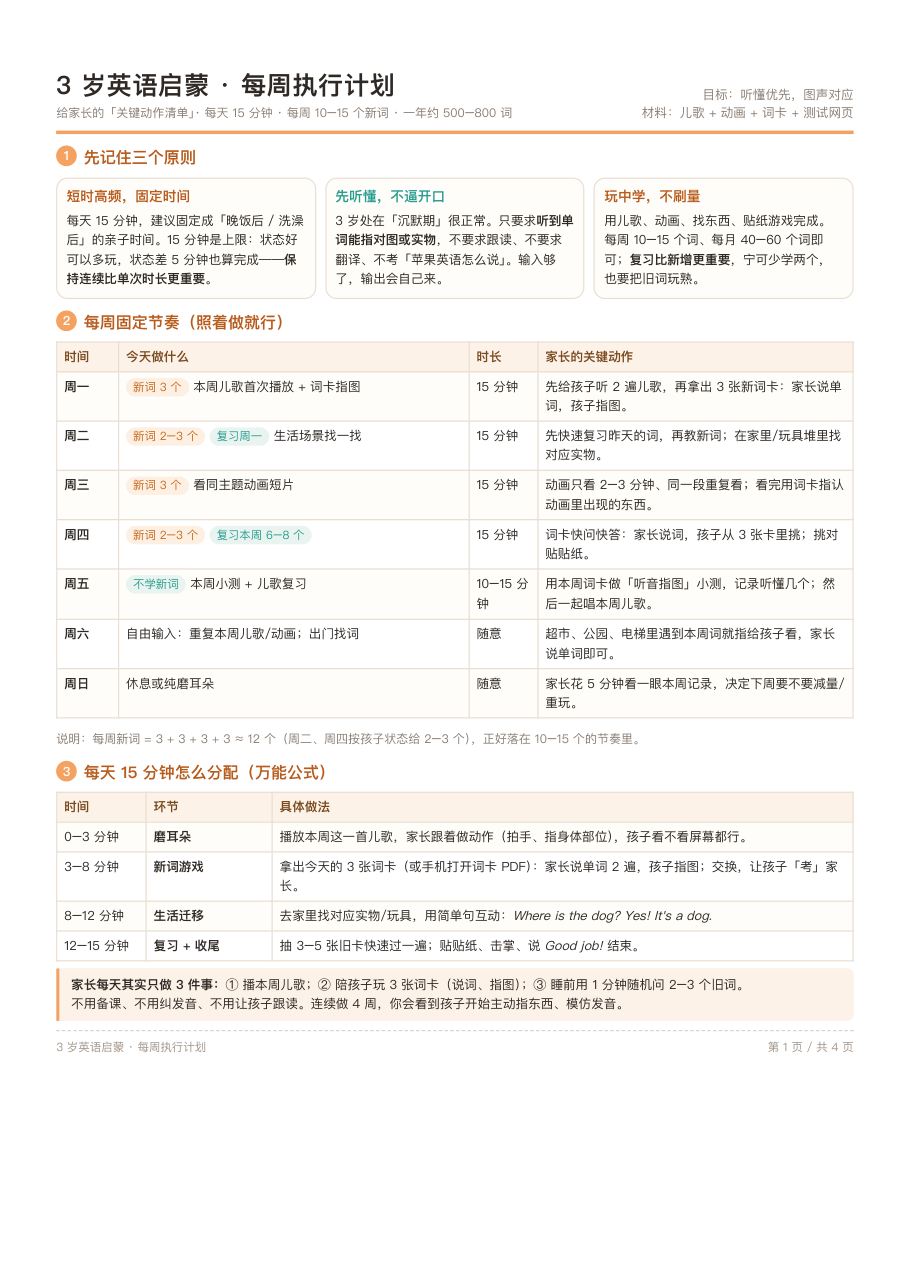 3 岁英语启蒙 · 每周执行计划
给家长的「关键动作清单」· 每天 15 分钟 · 每周 10—15 个新词 · 一年约 500—800 词
目标：听懂优先，图声对应
材料：儿歌 + 动画 + 词卡 + 测试网页
1 先记住三个原则
短时高频，固定时间
每天 15 分钟，建议固定成「晚饭后 / 洗澡
后」的亲子时间。15 分钟是上限：状态好
可以多玩，状态差 5 分钟也算完成——保
持连续比单次时长更重要。
先听懂，不逼开口
3 岁处在「沉默期」很正常。只要求听到单
词能指对图或实物，不要求跟读、不要求
翻译、不考「苹果英语怎么说」。输入够
了，输出会自己来。
玩中学，不刷量
用儿歌、动画、找东西、贴纸游戏完成。
每周 10—15 个词、每月 40—60 个词即
可；复习比新增更重要，宁可少学两个，
也要把旧词玩熟。
2 每周固定节奏（照着做就行）
时间 今天做什么 时长 家长的关键动作
周一 新词 3 个 本周儿歌首次播放 + 词卡指图 15 分钟 先给孩子听 2 遍儿歌，再拿出 3 张新词卡：家长说单
词，孩子指图。
周二 新词 2—3 个 复习周一 生活场景找一找 15 分钟 先快速复习昨天的词，再教新词；在家里/玩具堆里找
对应实物。
周三 新词 3 个 看同主题动画短片 15 分钟 动画只看 2—3 分钟、同一段重复看；看完用词卡指认
动画里出现的东西。
周四 新词 2—3 个 复习本周 6—8 个 15 分钟 词卡快问快答：家长说词，孩子从 3 张卡里挑；挑对
贴贴纸。
周五 不学新词 本周小测 + 儿歌复习 10—15 分 用本周词卡做「听音指图」小测，记录听懂几个；然
钟 后一起唱本周儿歌。
周六 自由输入：重复本周儿歌/动画；出门找词 随意 超市、公园、电梯里遇到本周词就指给孩子看，家长
说单词即可。
周日 休息或纯磨耳朵 随意 家长花 5 分钟看一眼本周记录，决定下周要不要减量/
重玩。
说明：每周新词 = 3 + 3 + 3 + 3 ≈ 12 个（周二、周四按孩子状态给 2—3 个），正好落在 10—15 个的节奏里。
3 每天 15 分钟怎么分配（万能公式）
时间 环节 具体做法
0—3 分钟 磨耳朵 播放本周这一首儿歌，家长跟着做动作（拍手、指身体部位），孩子看不看屏幕都行。
3—8 分钟 新词游戏 拿出今天的 3 张词卡（或手机打开词卡 PDF）：家长说单词 2 遍，孩子指图；交换，让孩子「考」家
长。
8—12 分钟 生活迁移 去家里找对应实物/玩具，用简单句互动：Where is the dog? Yes! It's a dog.
12—15 分钟 复习 + 收尾 抽 3—5 张旧卡快速过一遍；贴贴纸、击掌、说 Good job! 结束。
家长每天其实只做 3 件事：① 播本周儿歌；② 陪孩子玩 3 张词卡（说词、指图）；③ 睡前用 1 分钟随机问 2—3 个旧词。
不用备课、不用纠发音、不用让孩子跟读。连续做 4 周，你会看到孩子开始主动指东西、模仿发音。
3 岁英语启蒙 · 每周执行计划
第 1 页 / 共 4 页